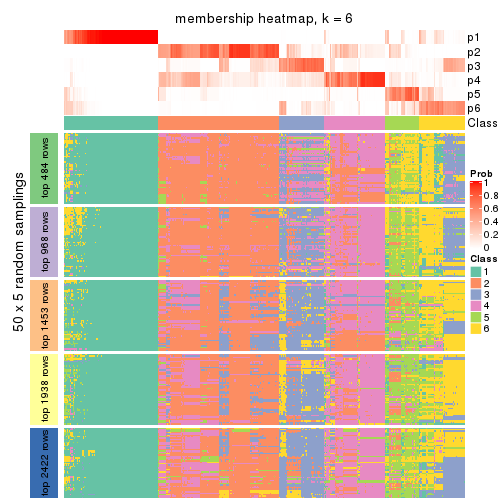 membership heatmap, k = 6
p1
p2
p3
p4
p5
p6
Class
50 x 5 random samplings
top 484 rows
top 968 rows
top 1453 rows
top 1938 rows
top 2422 rows
Prob
1
0.8
0.6
0.4
0.2
0
Class
1
2
3
4
5
6